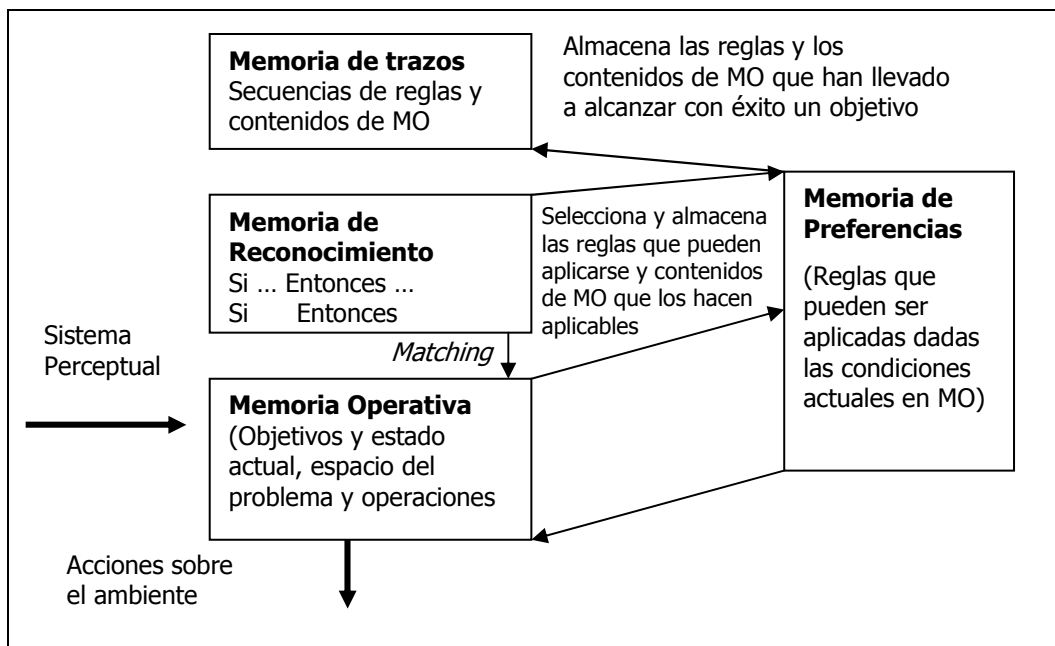 Memoria de trazos
Secuencias de reglas y
contenidos de MO
Almacena las reglas y los
contenidos de MO que han llevado
a alcanzar con éxito un objetivo
Memoria de
Reconocimiento
Si ... Entonces ...
Si Entonces
Selecciona y almacena
las reglas que pueden
aplicarse y contenidos
de MO que los hacen
aplicables
Memoria de
Preferencias
(Reglas que
pueden ser
aplicadas dadas
las condiciones
actuales en MO)
Sistema
Perceptual
Matching
Memoria Operativa
(Objetivos y estado
actual, espacio del
problema y operaciones
Acciones sobre
el ambiente